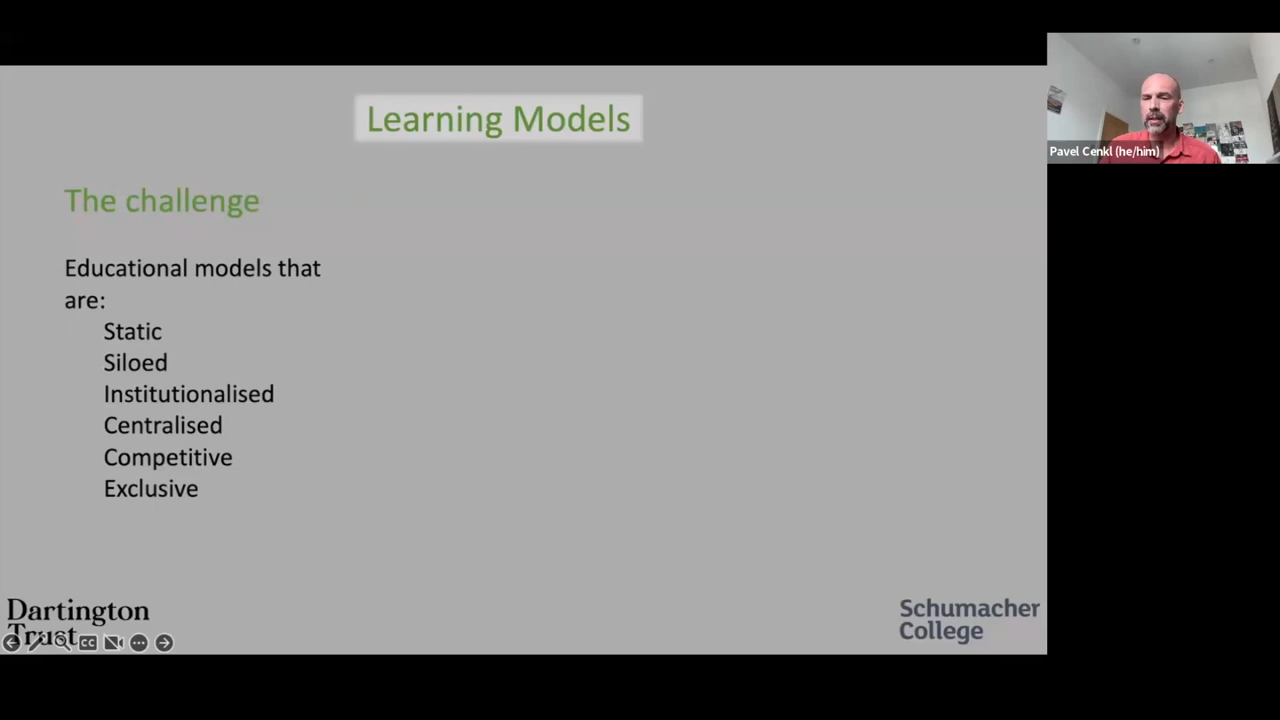 Learning Models
Pavel Cenkl (he/him)
The challenge
Educational models that
are:
Static
Siloed
Institutionalised
Centralised
Competitive
Exclusive
Dartington
Trust
Schumacher
College
CC